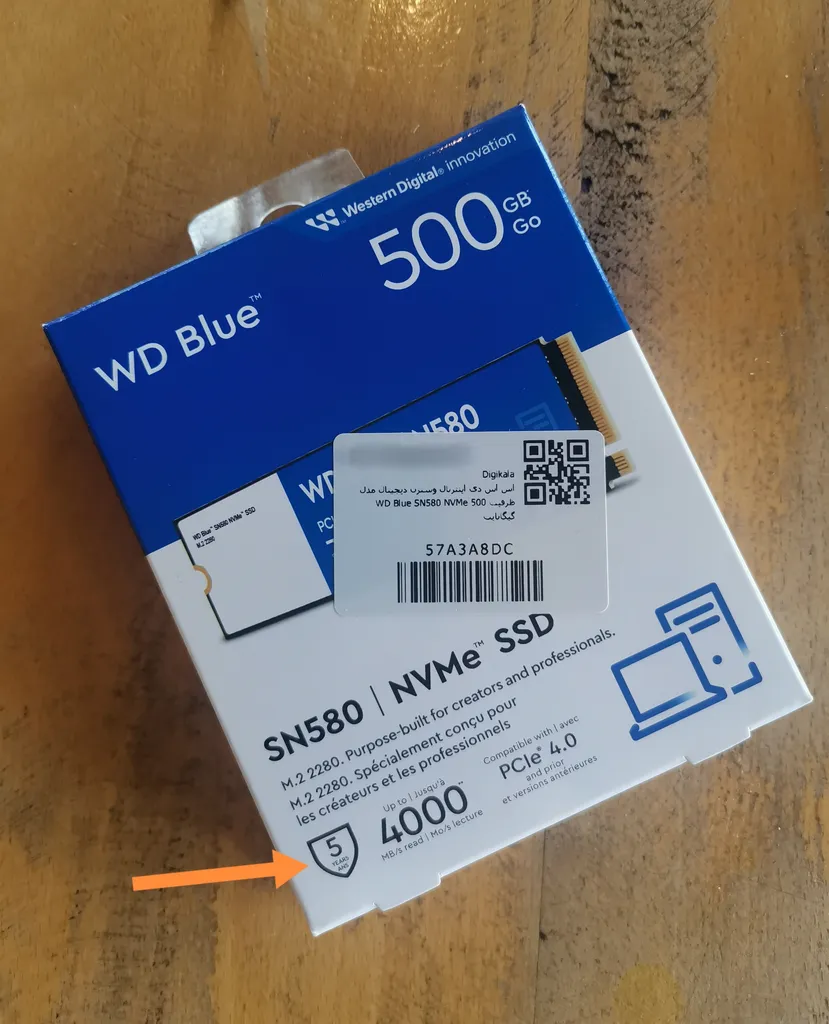 Western Digital® innovation
500 GB*
Go
WD Blue™
N580
WD
PCI
WD Blue™ SN580 NVMe™ SSD
M.2 2280
Digikala
اس اس دی اینترنال وسترن دیجیتال مدل
WD Blue SN580 NVMe 500 ظرفیت
گیگابایت
57A3A8DC
SN580 | NVMe™ SSD
M.2 2280. Purpose-built for creators and professionals.
M.2 2280. Spécialement conçu pour
les créateurs et les professionnels
5
YEARS
ANS
Up to | Jusqu'à
4000**
MB/s read | Mo/s lecture
Compatible with | avec
PCIe® 4.0
and prior
et versions antérieures